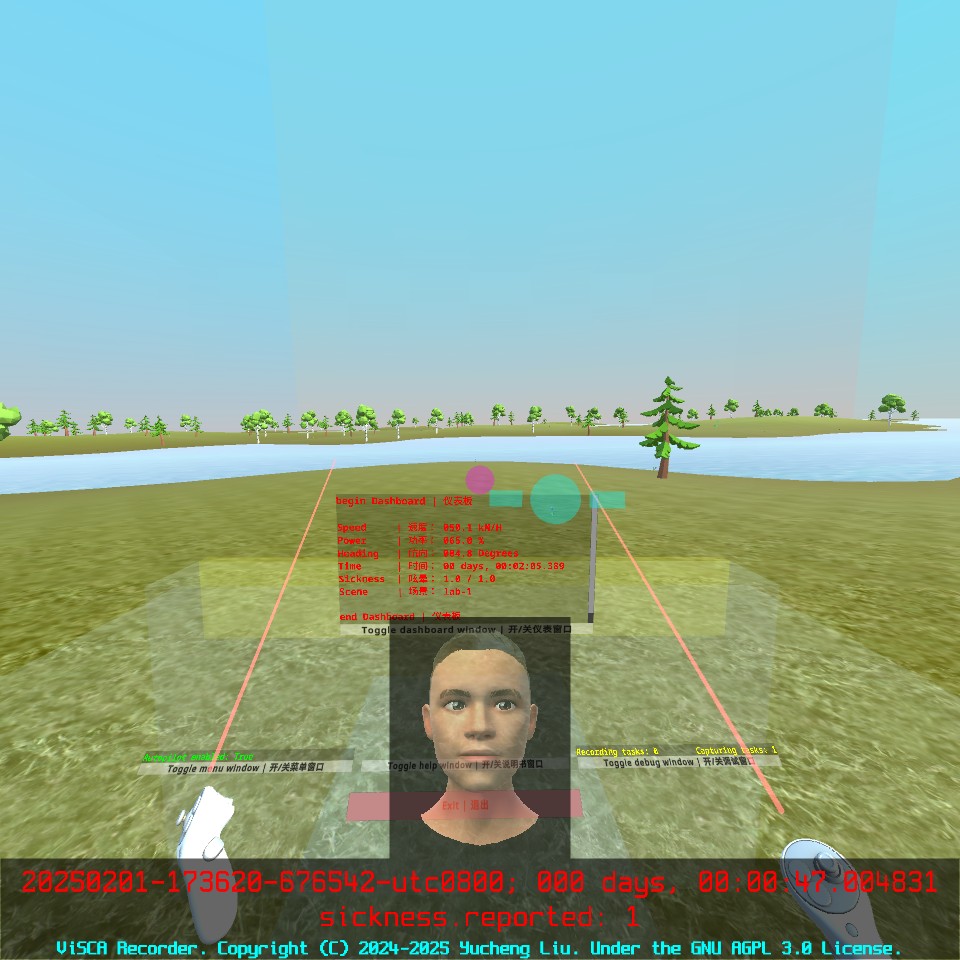 begin Dashboard | 仪表板
Speed | 速度： 050.1 kN/H
Power | 功率： 065.0 %
Heading | 方向： 084.8 Degrees
Time | 时间： 00 days, 00:02:05.389
Sickness | 眩晕： 1.0 / 1.0
Scene | 场景： lab-1
end Dashboard | 仪表板
Toggle dashboard window | 开/关仪表窗口
Autopilot enabled: True
Toggle menu window | 开/关菜单窗口
Toggle help window | 开/关说明书窗口
Recording tasks: 0 Capturing tasks: 1
Toggle debug window | 开/关调试窗口
Exit | 退出
20250201-173620-676542-utc0800; 000 days, 00:00:47.004831
sickness.reported: 1
ViSCA Recorder. Copyright (C) 2024-2025 Yucheng Liu. Under the GNU AGPL 3.0 License.